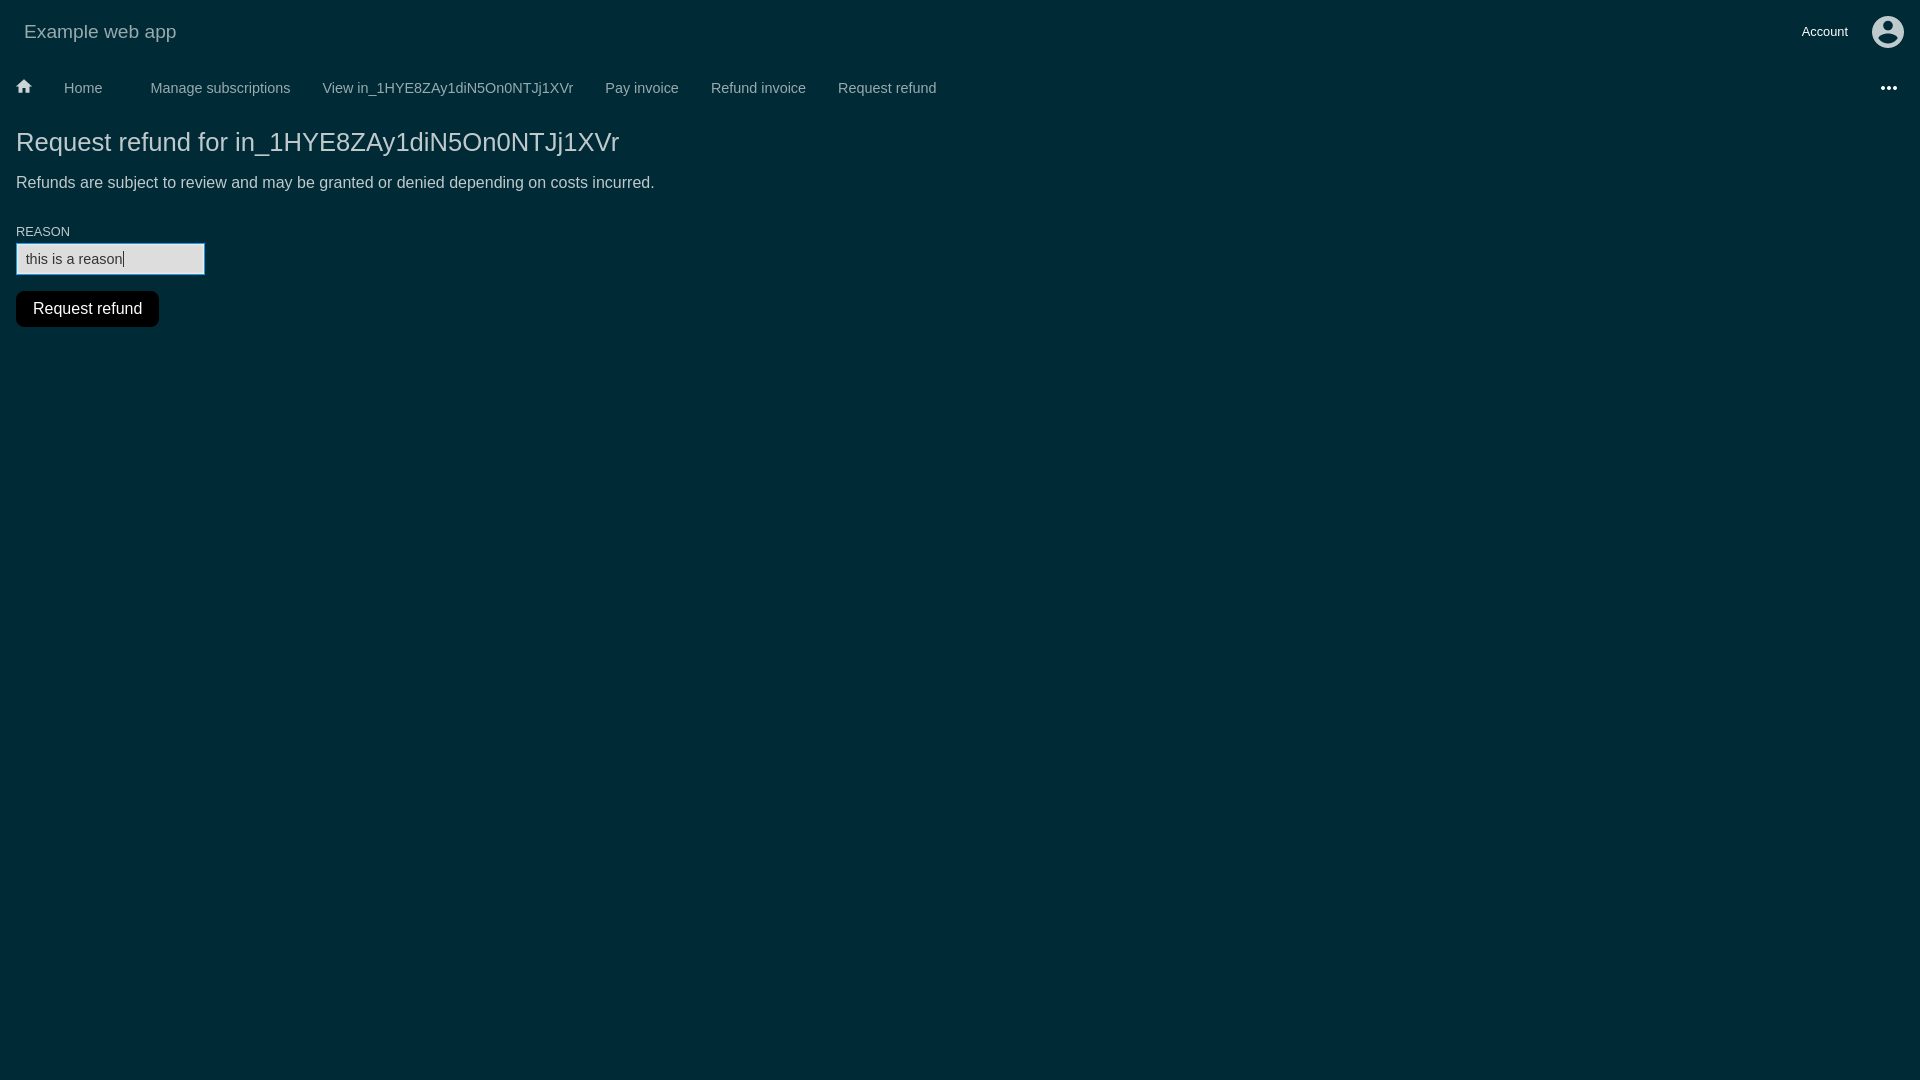 Example web app
Account
Home Manage subscriptions View in_1HYE8ZAy1diN5On0NTJj1XVr Pay invoice Refund invoice Request refund
Request refund for in_1HYE8ZAy1diN5On0NTJj1XVr
Refunds are subject to review and may be granted or denied depending on costs incurred.
REASON
this is a reason
Request refund